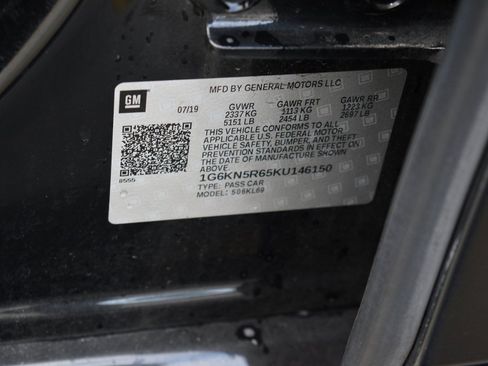 MFD BY GENERAL MOTORS LLC
GM
07/19 GVWR GAWR FRT GAWR RR
2337 KG 1113 KG 1223 KG
5151 LB 2454 LB 2697 LB
THIS VEHICLE CONFORMS TO ALL
APPLICABLE U.S. FEDERAL MOTOR
VEHICLE SAFETY, BUMPER, AND THEFT
PREVENTION STANDARDS IN EFFECT ON
THE DATE OF MANUFACTURE SHOWN
ABOVE.
1G6KN5R65KU146150
TYPE: PASS CAR
MODEL: 506KL69